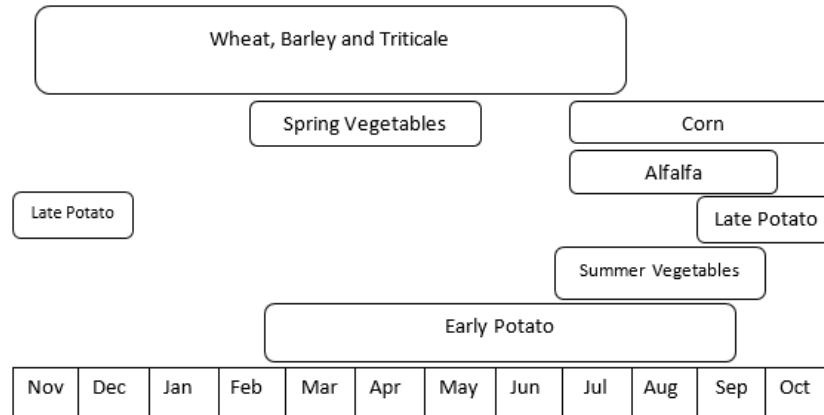 Wheat, Barley and Triticale
Spring Vegetables
Corn
Alfalfa
Late Potato
Late Potato
Summer Vegetables
Early Potato
Nov Dec Jan Feb Mar Apr May Jun Jul Aug Sep Oct